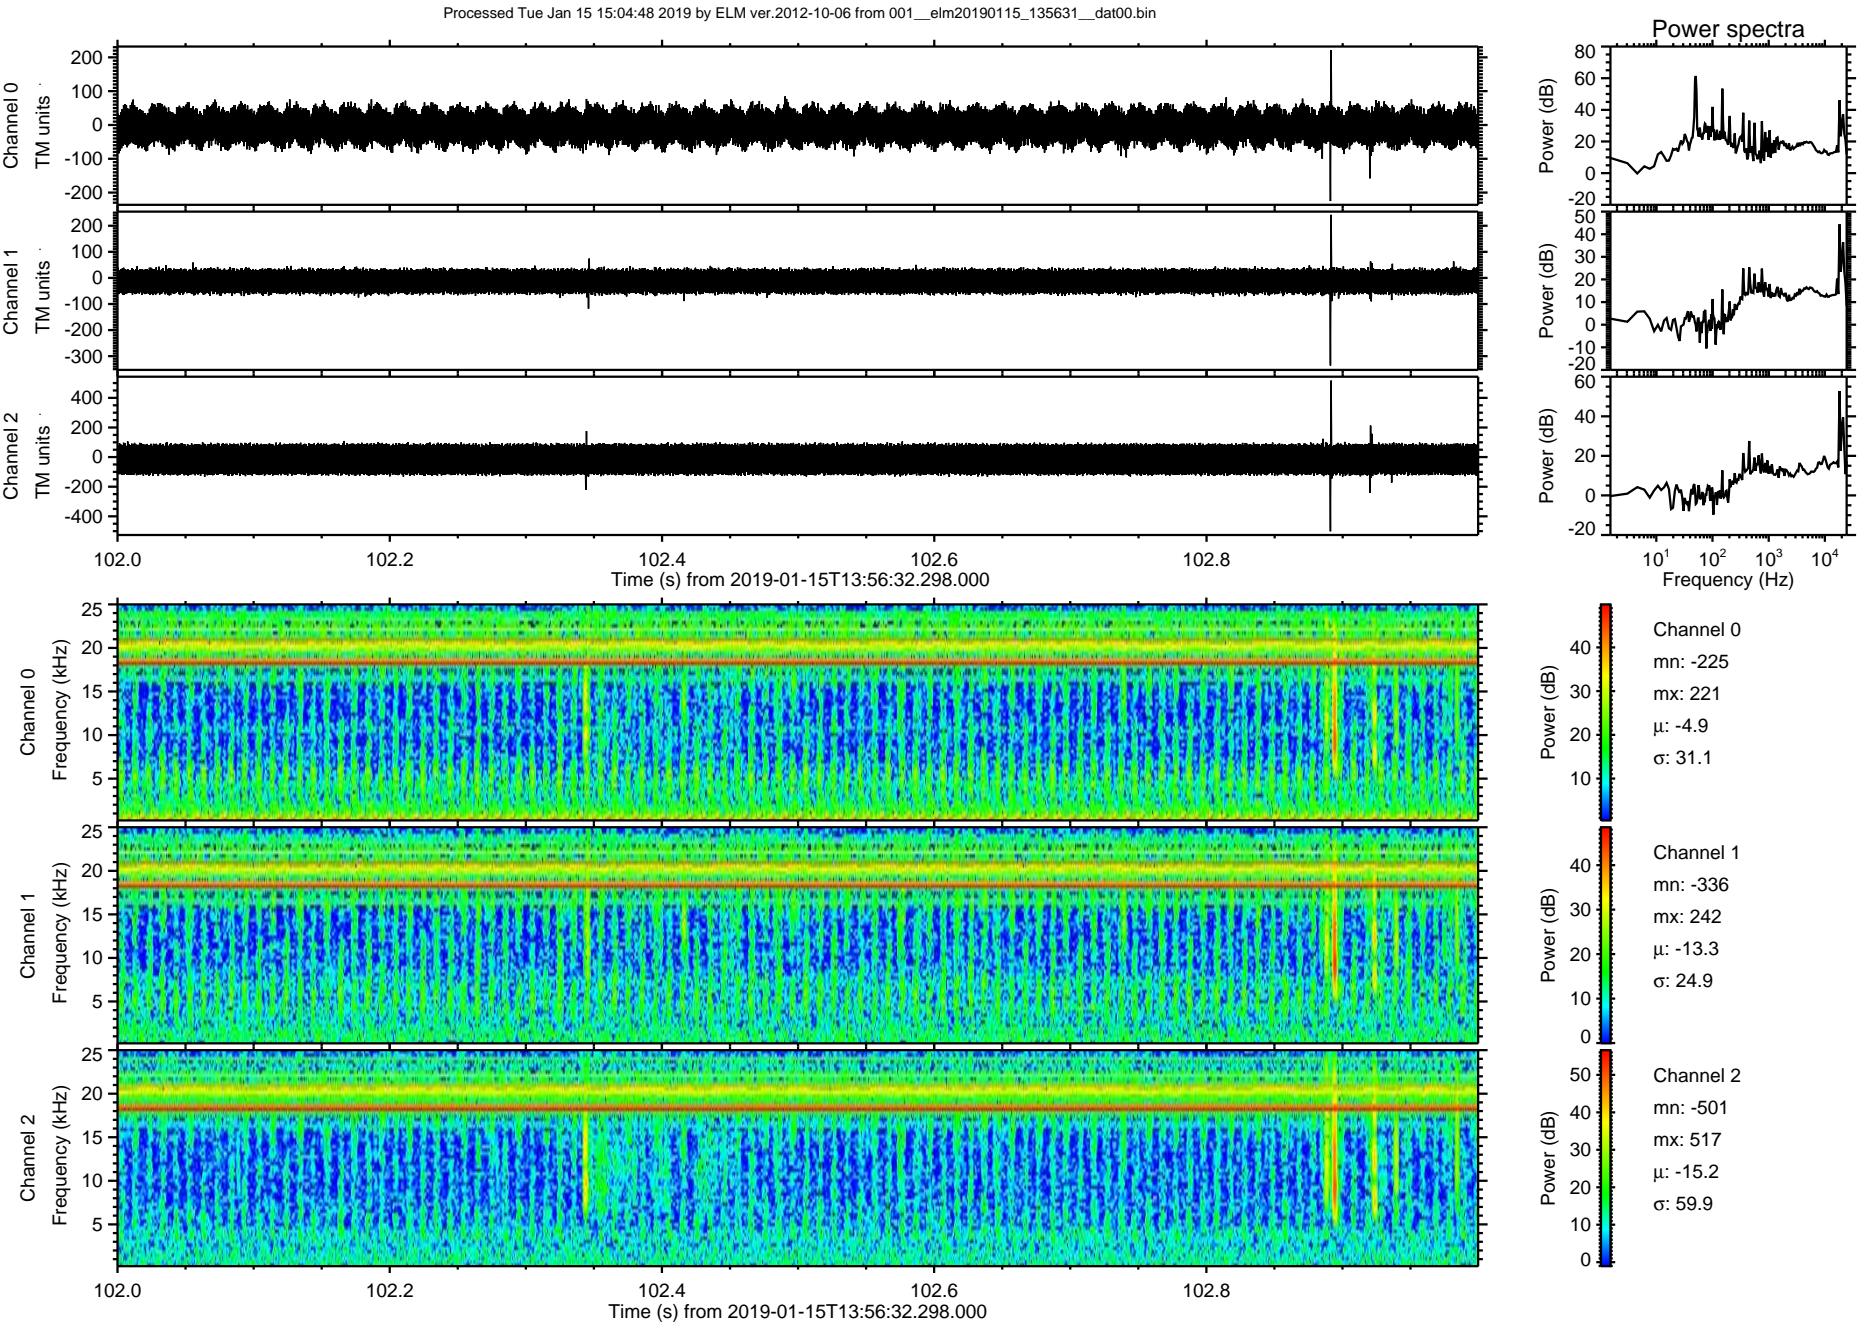 Processed Tue Jan 15 15:04:48 2019 by ELM ver.2012-10-06 from 001__elm20190115_135631__dat00.bin
Power spectra
Channel 0
TM units
200
100
0
-100
-200
Power (dB)
80
60
40
20
0
-20
Channel 1
TM units
200
100
0
-100
-200
-300
Power (dB)
50
40
30
20
10
0
-10
-20
Channel 2
TM units
400
200
0
-200
-400
Power (dB)
60
40
20
0
-20
102.0 102.2 102.4 102.6 102.8
Time (s) from 2019-01-15T13:56:32.298.000
10¹ 10² 10³ 10⁴
Frequency (Hz)
Channel 0
Frequency (kHz)
25
20
15
10
5
Power (dB)
40
30
20
10
Channel 0
mn: -225
mx: 221
µ: -4.9
σ: 31.1
Channel 1
Frequency (kHz)
25
20
15
10
5
Power (dB)
40
30
20
10
0
Channel 1
mn: -336
mx: 242
µ: -13.3
σ: 24.9
Channel 2
Frequency (kHz)
25
20
15
10
5
Power (dB)
50
40
30
20
10
0
Channel 2
mn: -501
mx: 517
µ: -15.2
σ: 59.9
102.0 102.2 102.4 102.6 102.8
Time (s) from 2019-01-15T13:56:32.298.000